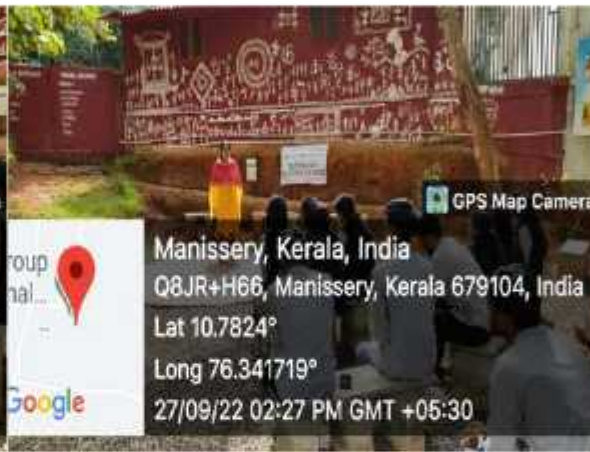 GPS Map Camera
Manissery, Kerala, India
Q8JR+H66, Manissery, Kerala 679104, India
Lat 10.7824°
Long 76.341719°
27/09/22 02:27 PM GMT +05:30
roup
nal...
Google